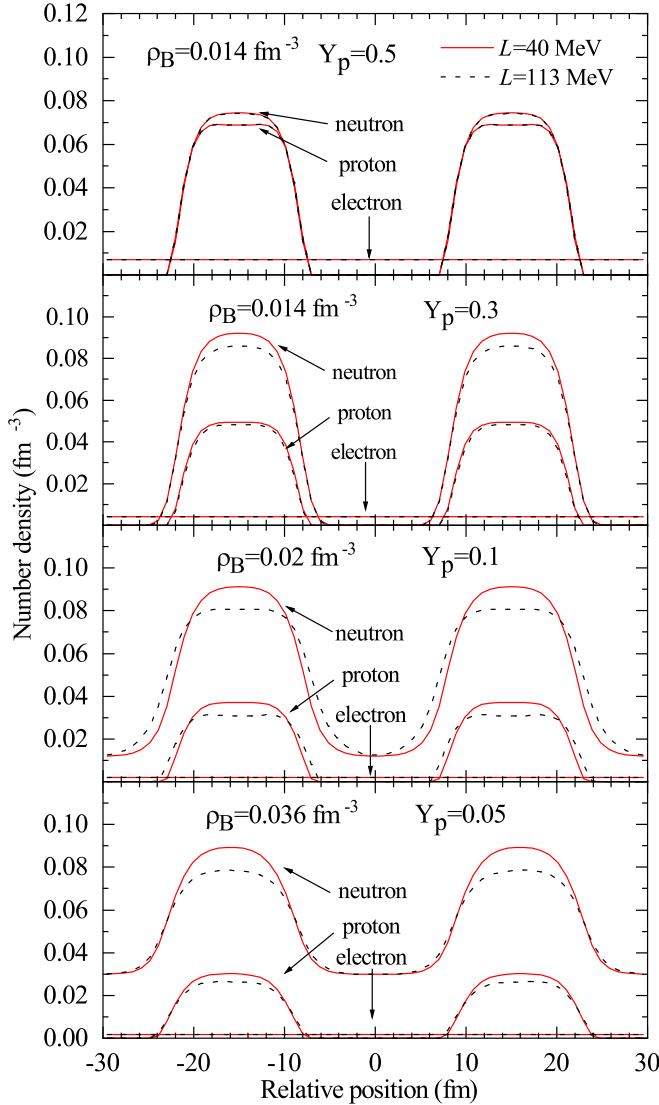 0.12
ρB=0.014 fm-3 Yp=0.5
L=40 MeV
L=113 MeV
0.10
0.08
neutron
0.06
proton
0.04
electron
0.02
ρB=0.014 fm-3 Yp=0.3
0.10
neutron
0.08
0.06
proton
0.04
electron
0.02
ρB=0.02 fm-3 Yp=0.1
0.10
0.08
neutron
0.06
proton
0.04
electron
0.02
ρB=0.036 fm-3 Yp=0.05
0.10
0.08
neutron
0.06
proton
0.04
electron
0.02
0.00
-30 -20 -10 0 10 20 30
Relative position (fm)
Number density (fm-3)